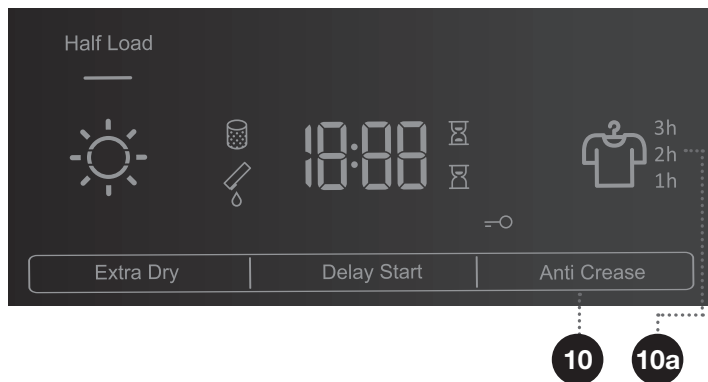 Half Load
18:88
3h
2h
1h
Extra Dry
Delay Start
Anti Crease
10
10a